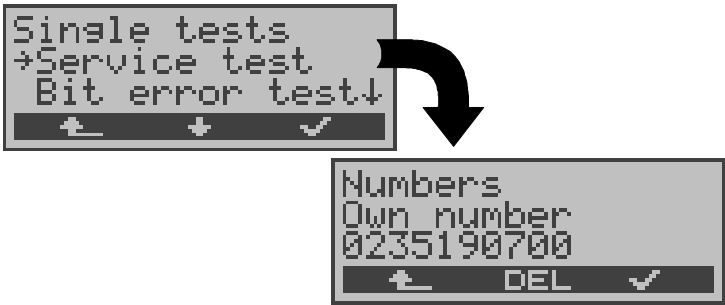 Single tests
→Service test
Bit error test↓
Numbers
Own number
0235190700
DEL